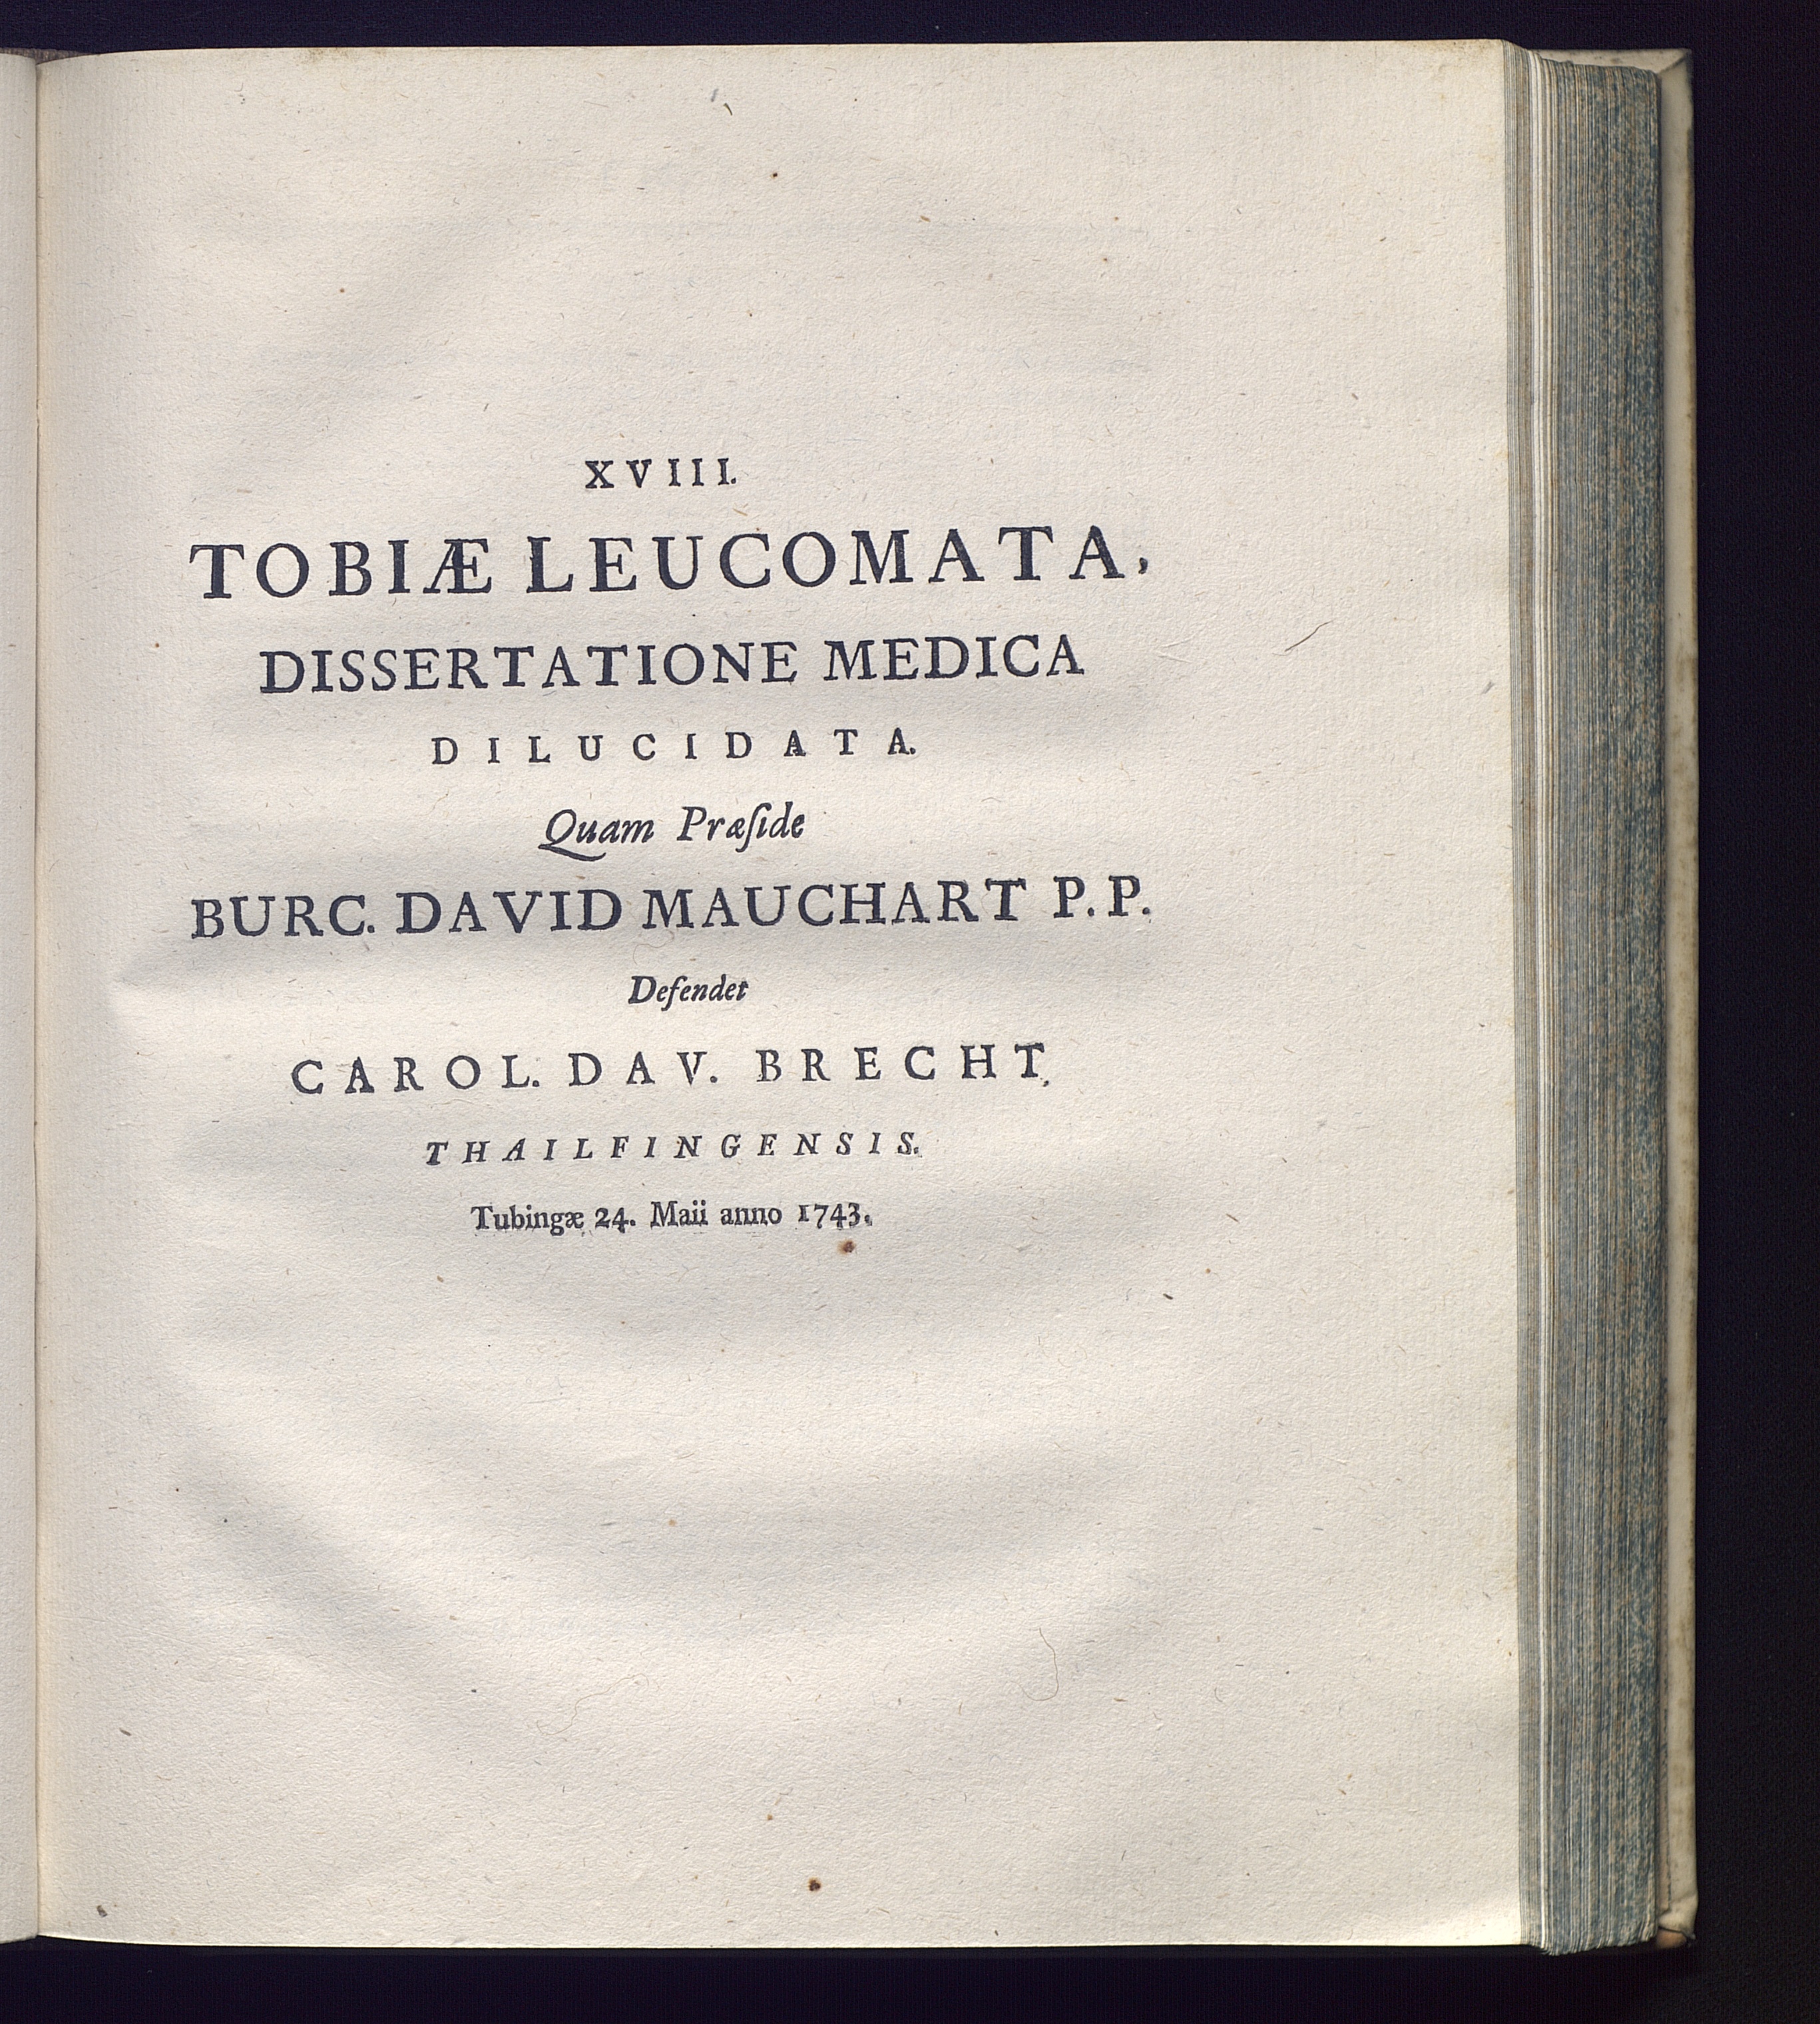 XVIII.
TOBIÆ LEUCOMATA,
DISSERTATIONE MEDICA
DILUCIDATA.
Quam Præſide
BURC. DAVID MAUCHART P.P.
Defendet
CAROL. DAV. BRECHT,
THAILFINGENSIS.
Tubingæ 24. Maii anno 1743.